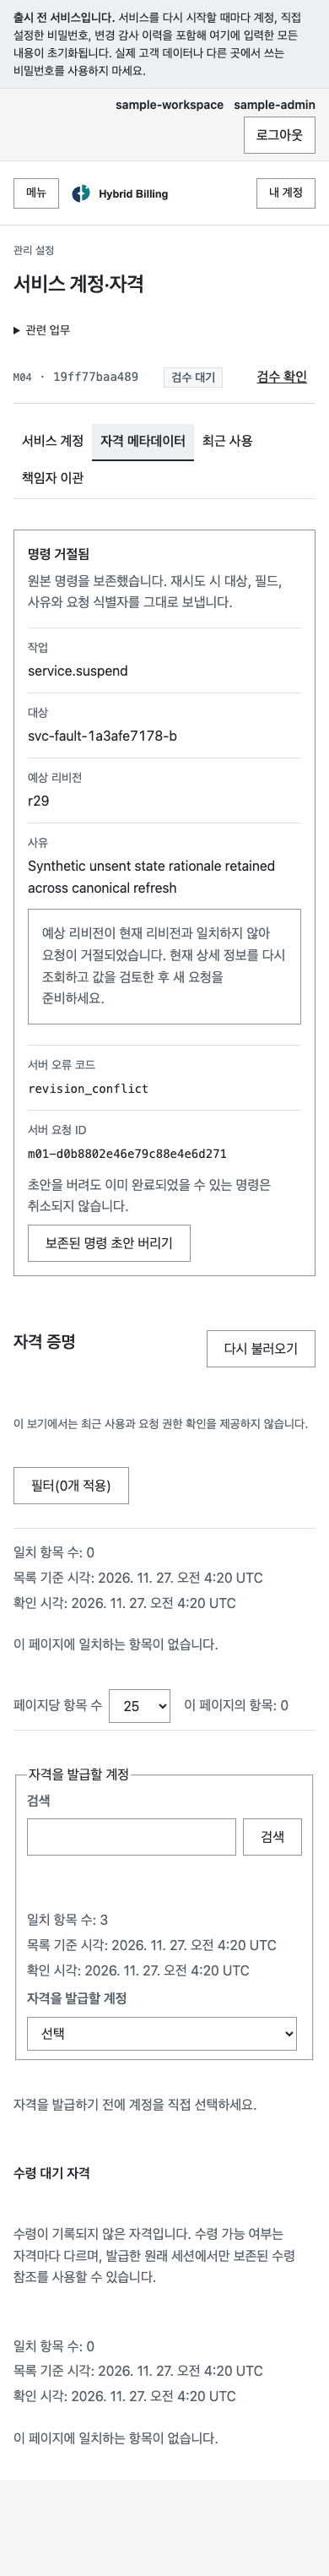 출시 전 서비스입니다. 서비스를 다시 시작할 때마다 계정, 직접
설정한 비밀번호, 변경 감사 이력을 포함해 여기에 입력한 모든
내용이 초기화됩니다. 실제 고객 데이터나 다른 곳에서 쓰는
비밀번호를 사용하지 마세요.
sample-workspace sample-admin
로그아웃
메뉴 Hybrid Billing 내 계정
관리 설정
서비스 계정·자격
▶ 관련 업무
M04 · 19ff77baa489 검수 대기 검수 확인
서비스 계정 자격 메타데이터 최근 사용
책임자 이관
명령 거절됨
원본 명령을 보존했습니다. 재시도 시 대상, 필드,
사유와 요청 식별자를 그대로 보냅니다.
작업
service.suspend
대상
svc-fault-1a3afe7178-b
예상 리비전
r29
사유
Synthetic unsent state rationale retained
across canonical refresh
예상 리비전이 현재 리비전과 일치하지 않아
요청이 거절되었습니다. 현재 상세 정보를 다시
조회하고 값을 검토한 후 새 요청을
준비하세요.
서버 오류 코드
revision_conflict
서버 요청 ID
m01-d0b8802e46e79c88e4e6d271
초안을 버려도 이미 완료되었을 수 있는 명령은
취소되지 않습니다.
보존된 명령 초안 버리기
자격 증명 다시 불러오기
이 보기에서는 최근 사용과 요청 권한 확인을 제공하지 않습니다.
필터(0개 적용)
일치 항목 수: 0
목록 기준 시각: 2026. 11. 27. 오전 4:20 UTC
확인 시각: 2026. 11. 27. 오전 4:20 UTC
이 페이지에 일치하는 항목이 없습니다.
페이지당 항목 수 25 이 페이지의 항목: 0
자격을 발급할 계정
검색
검색
일치 항목 수: 3
목록 기준 시각: 2026. 11. 27. 오전 4:20 UTC
확인 시각: 2026. 11. 27. 오전 4:20 UTC
자격을 발급할 계정
선택
자격을 발급하기 전에 계정을 직접 선택하세요.
수령 대기 자격
수령이 기록되지 않은 자격입니다. 수령 가능 여부는
자격마다 다르며, 발급한 원래 세션에서만 보존된 수령
참조를 사용할 수 있습니다.
일치 항목 수: 0
목록 기준 시각: 2026. 11. 27. 오전 4:20 UTC
확인 시각: 2026. 11. 27. 오전 4:20 UTC
이 페이지에 일치하는 항목이 없습니다.